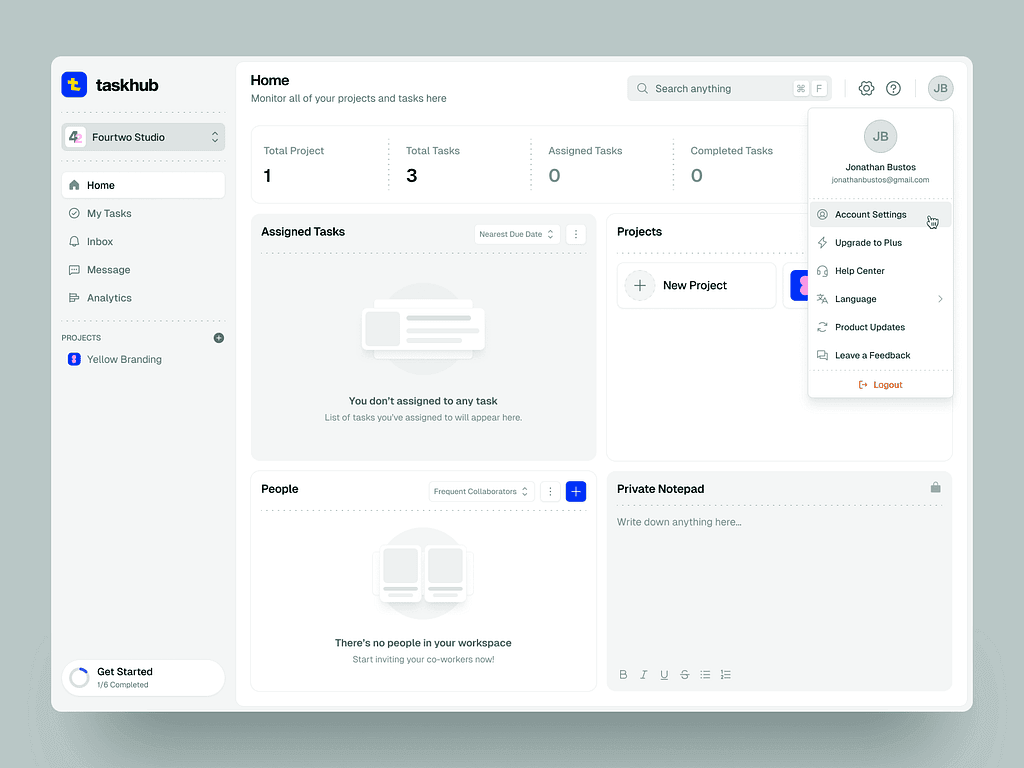 taskhub
Fourtwo Studio
Home
My Tasks
Inbox
Message
Analytics
PROJECTS
Yellow Branding
Get Started
1/6 Completed
Home
Monitor all of your projects and tasks here
Search anything
⌘ F
JB
Total Project
1
Total Tasks
3
Assigned Tasks
0
Completed Tasks
0
Assigned Tasks
Nearest Due Date
You don't assigned to any task
List of tasks you've assigned to will appear here.
Projects
New Project
JB
Jonathan Bustos
jonathanbustos@gmail.com
Account Settings
Upgrade to Plus
Help Center
Language
Product Updates
Leave a Feedback
Logout
People
Frequent Collaborators
There's no people in your workspace
Start inviting your co-workers now!
Private Notepad
Write down anything here...
B I U S